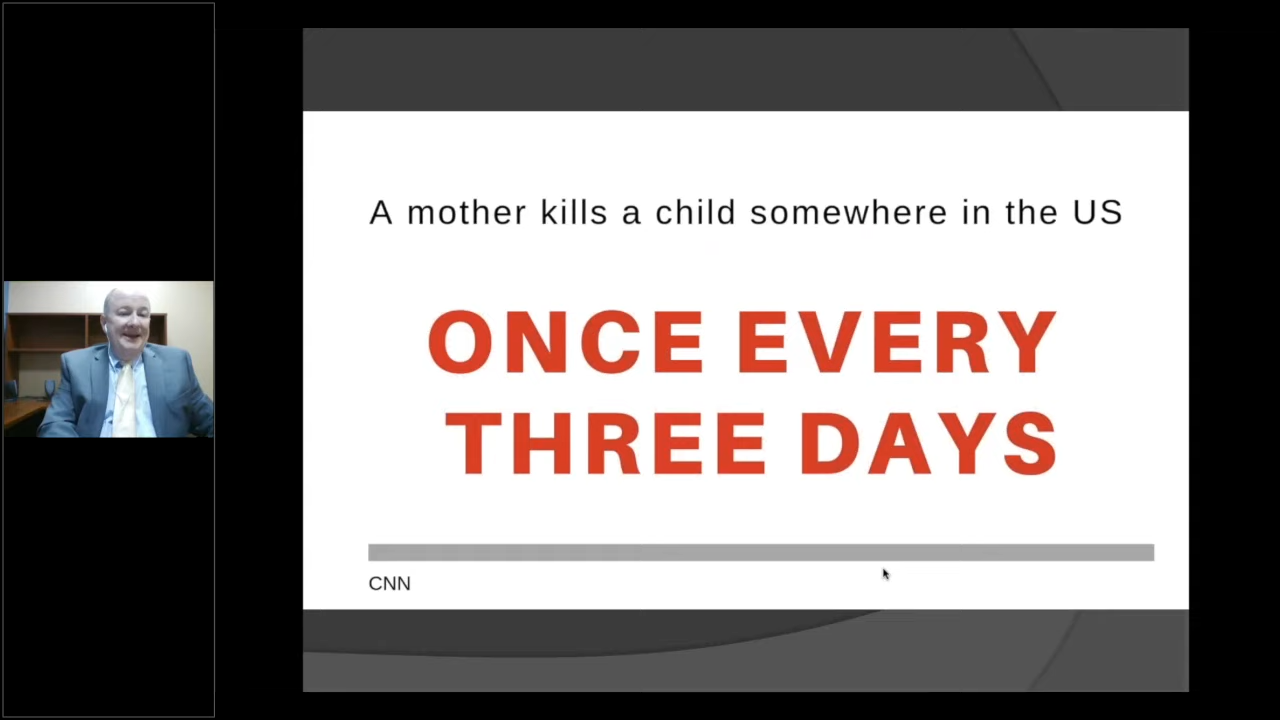 A mother kills a child somewhere in the US
ONCE EVERY
THREE DAYS
CNN